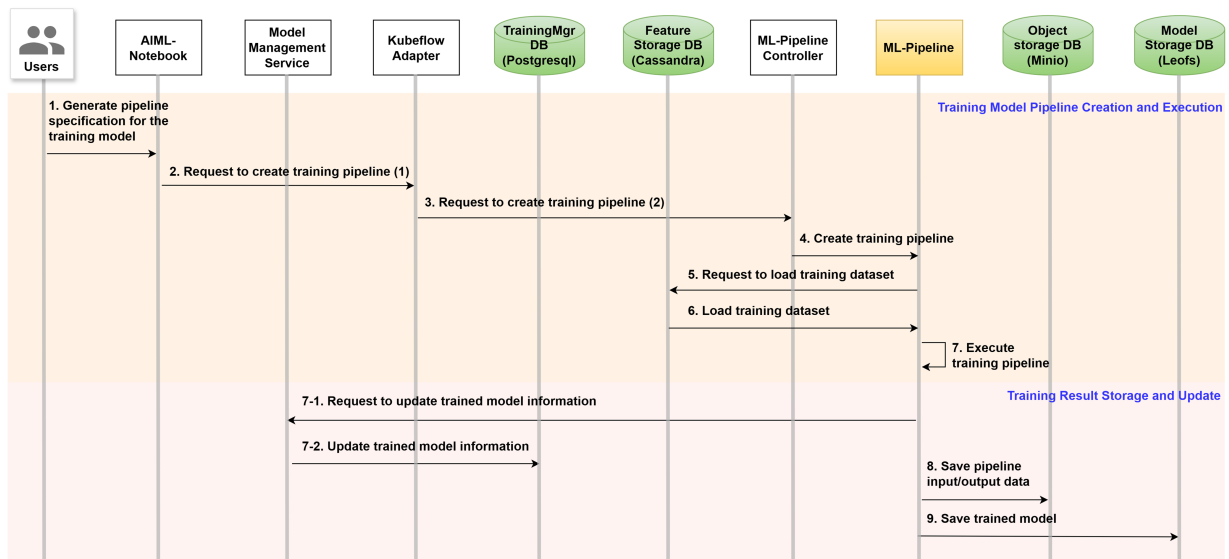 Users
AIML-
Notebook
Model
Management
Service
Kubeflow
Adapter
TrainingMgr
DB
(Postgresql)
Feature
Storage DB
(Cassandra)
ML-Pipeline
Controller
ML-Pipeline
Object
storage DB
(Minio)
Model
Storage DB
(Leofs)
Training Model Pipeline Creation and Execution
1. Generate pipeline
specification for the
training model
2. Request to create training pipeline (1)
3. Request to create training pipeline (2)
4. Create training pipeline
5. Request to load training dataset
6. Load training dataset
7. Execute
training pipeline
Training Result Storage and Update
7-1. Request to update trained model information
7-2. Update trained model information
8. Save pipeline
input/output data
9. Save trained model